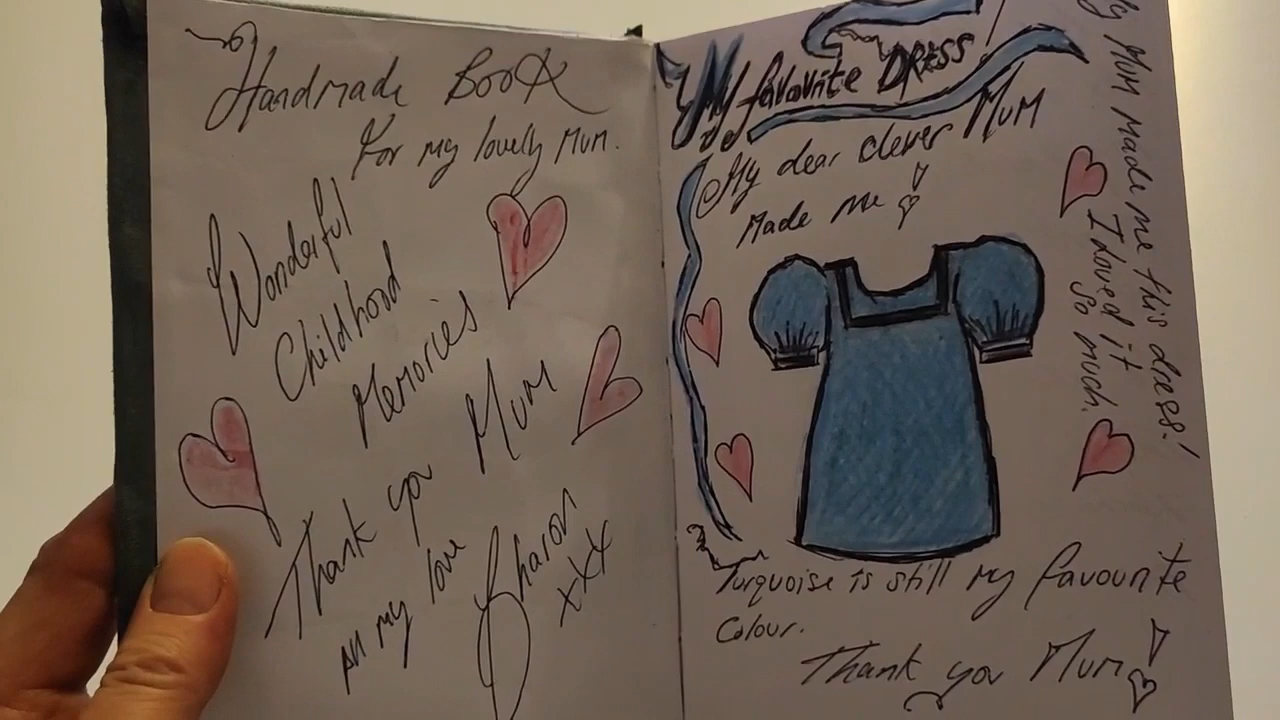 Handmade Book
For my lovely Mum.
Wonderful
Childhood
Memories
Thank you Mum
All my love
Sharon
xxx
My favourite DRESS!
My dear clever MUM
Made me!
My Mum made me this dress!
I loved it
so much.
Turquoise is still my favourite
Colour.
Thank you Mum!